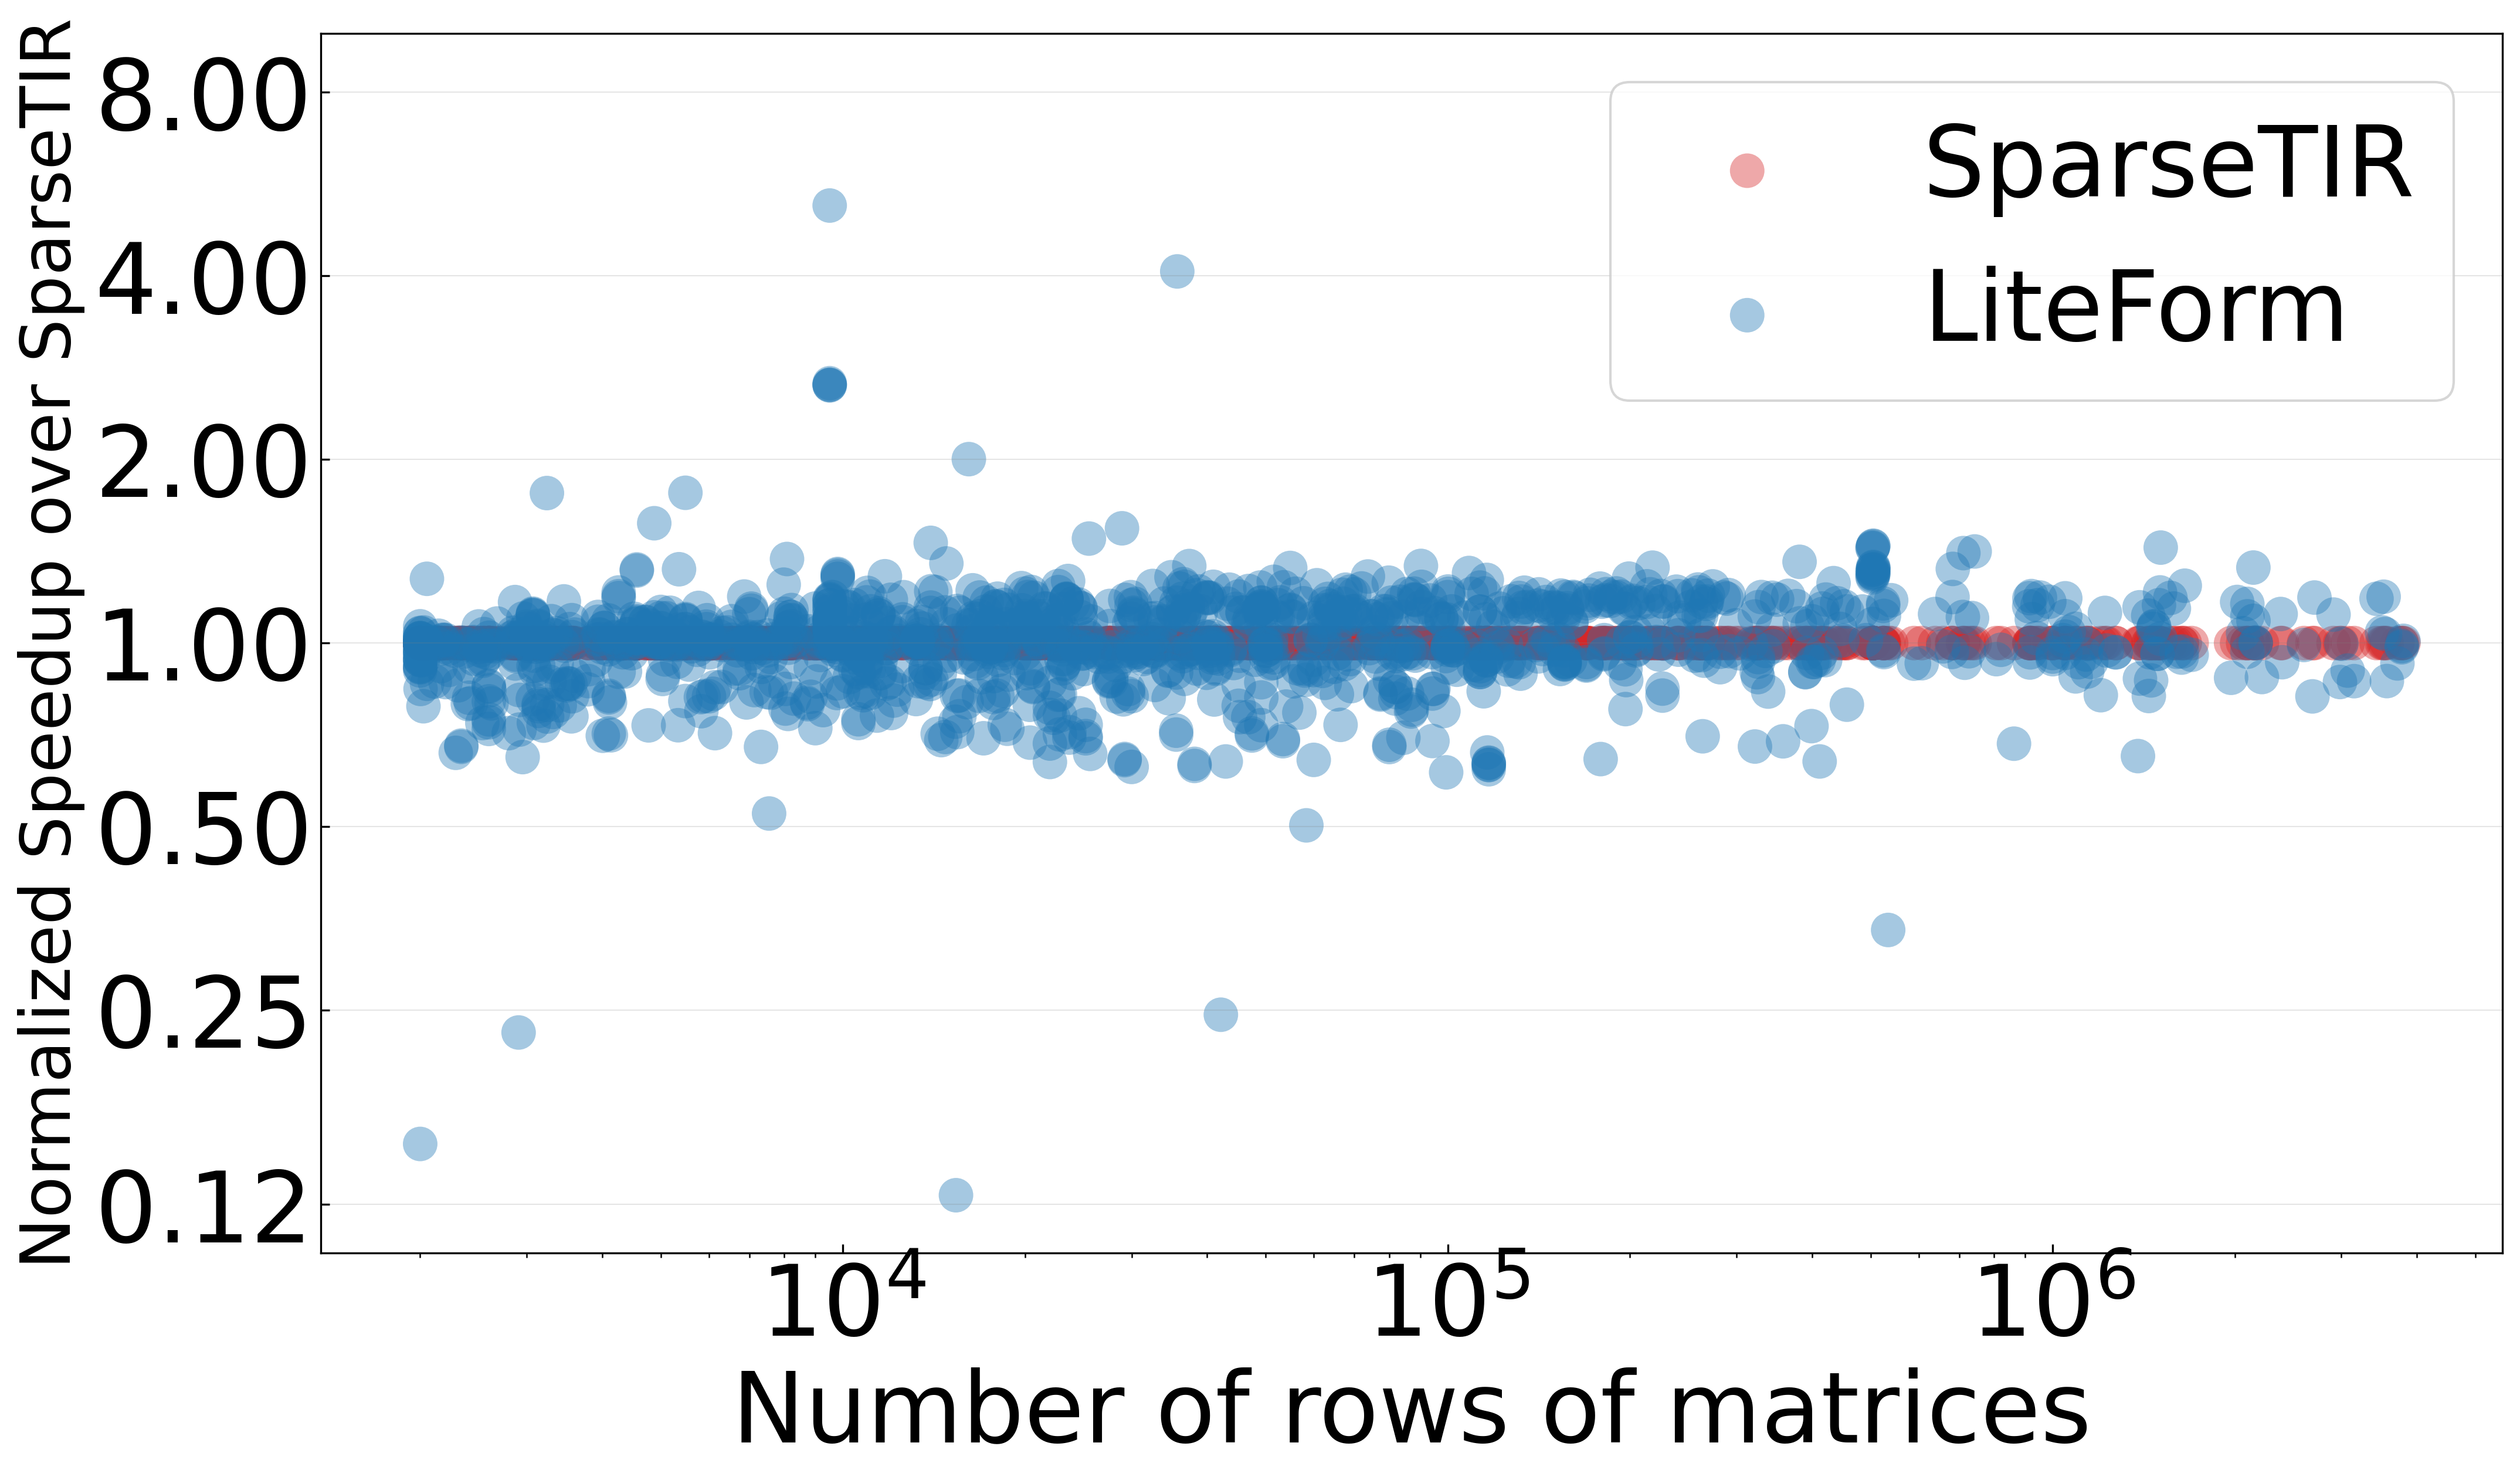 Normalized Speedup over SparseTIR
8.00
4.00
2.00
1.00
0.50
0.25
0.12
SparseTIR
LiteForm
10^4
10^5
10^6
Number of rows of matrices